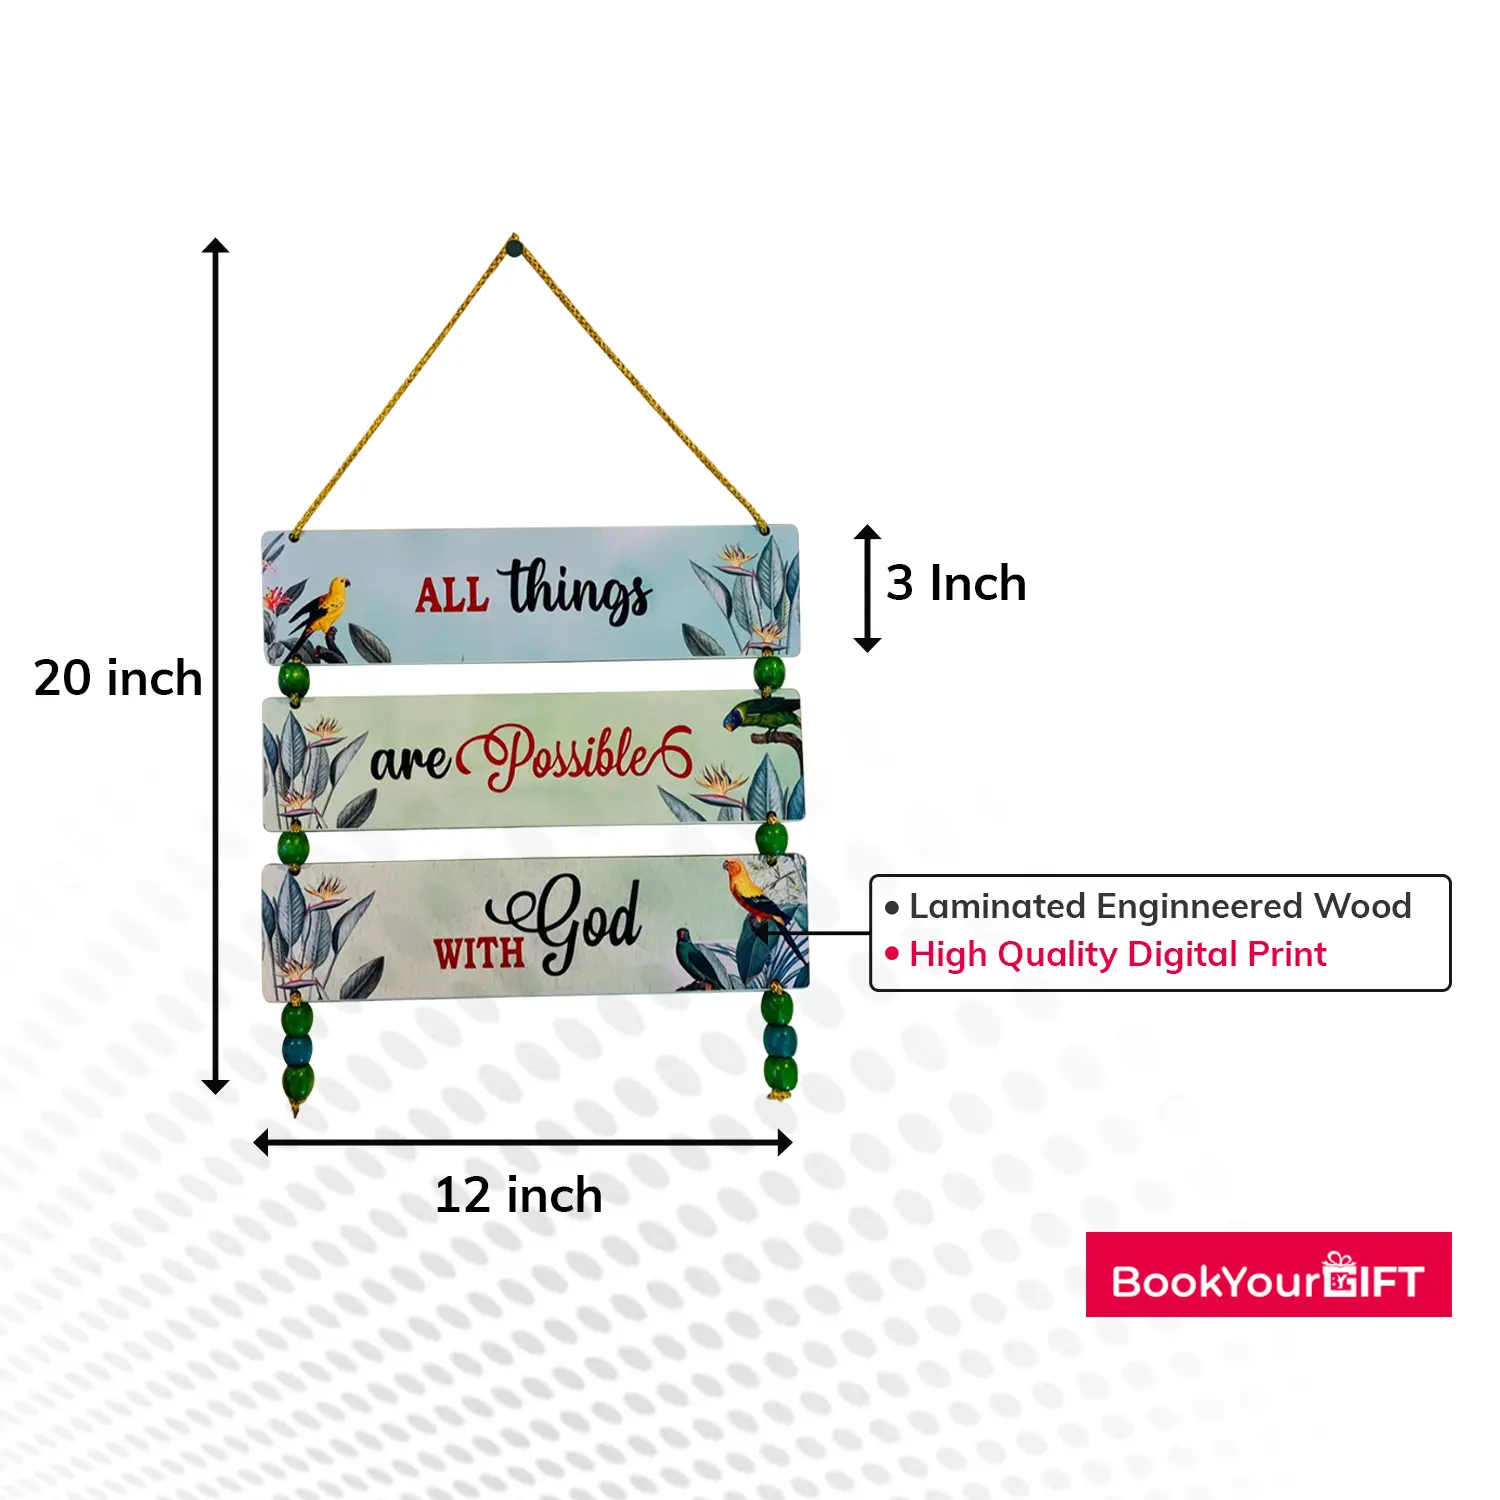 ALL things
3 Inch
20 inch
are Possible
WITH God
• Laminated Enginneered Wood
• High Quality Digital Print
12 inch
BookYourGIFT